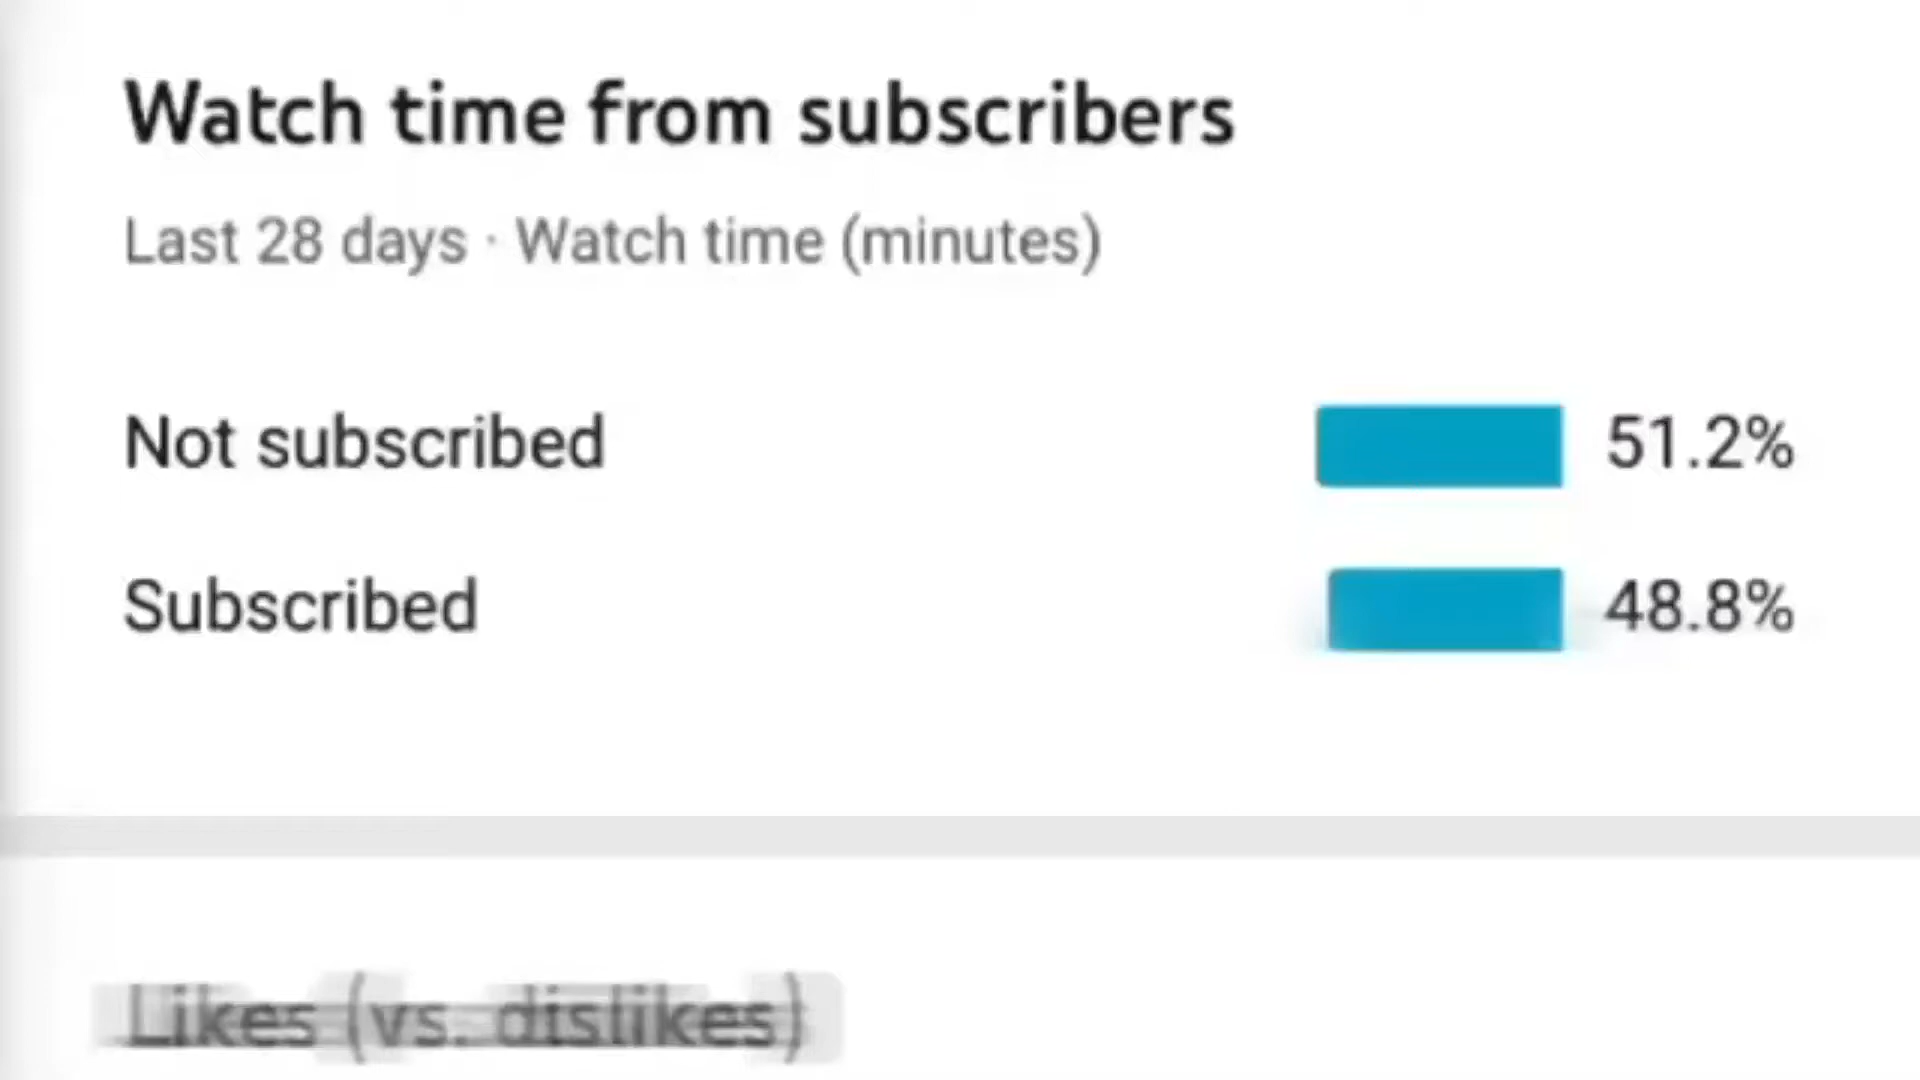 Watch time from subscribers
Last 28 days · Watch time (minutes)
Not subscribed
51.2%
Subscribed
48.8%
Likes (vs. dislikes)